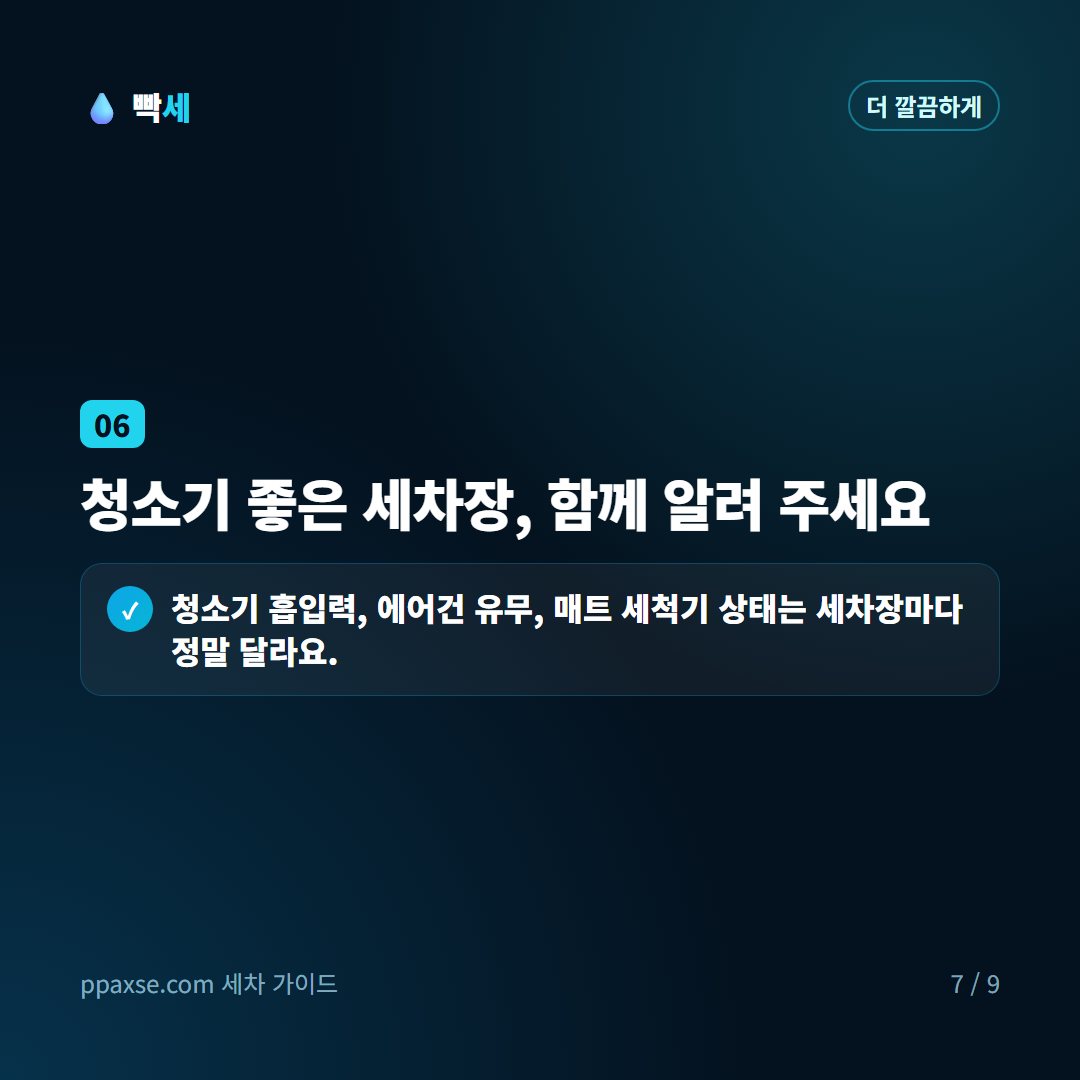 빡세
더 깔끔하게
06
청소기 좋은 세차장, 함께 알려 주세요
✓ 청소기 흡입력, 에어건 유무, 매트 세척기 상태는 세차장마다
정말 달라요.
ppaxse.com 세차 가이드
7 / 9